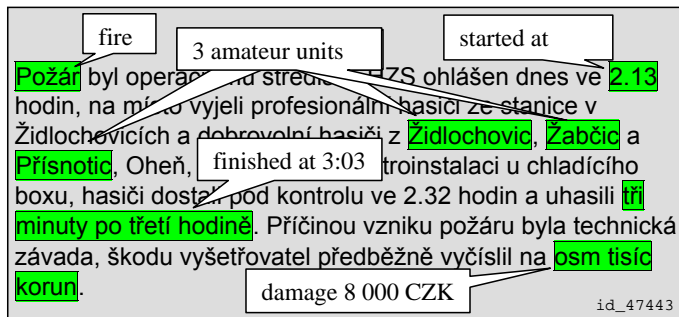 fire
3 amateur units
started at
Požár byl ohlášen dnes ve 2.13
hodin, na místo vyjeli profesionální hasiči ze stanice v
Židlochovicích a dobrovolní hasiči z Židlochovic, Žabčic a
Přísnotic, Oheň, troinstalaci u chladícího
finished at 3:03
boxu, hasiči dostali pod kontrolu ve 2.32 hodin a uhasili tři
minuty po třetí hodině. Příčinou vzniku požáru byla technická
závada, škodu vyšetřovatel předběžně vyčíslil na osm tisíc
korun.
damage 8 000 CZK
id_47443